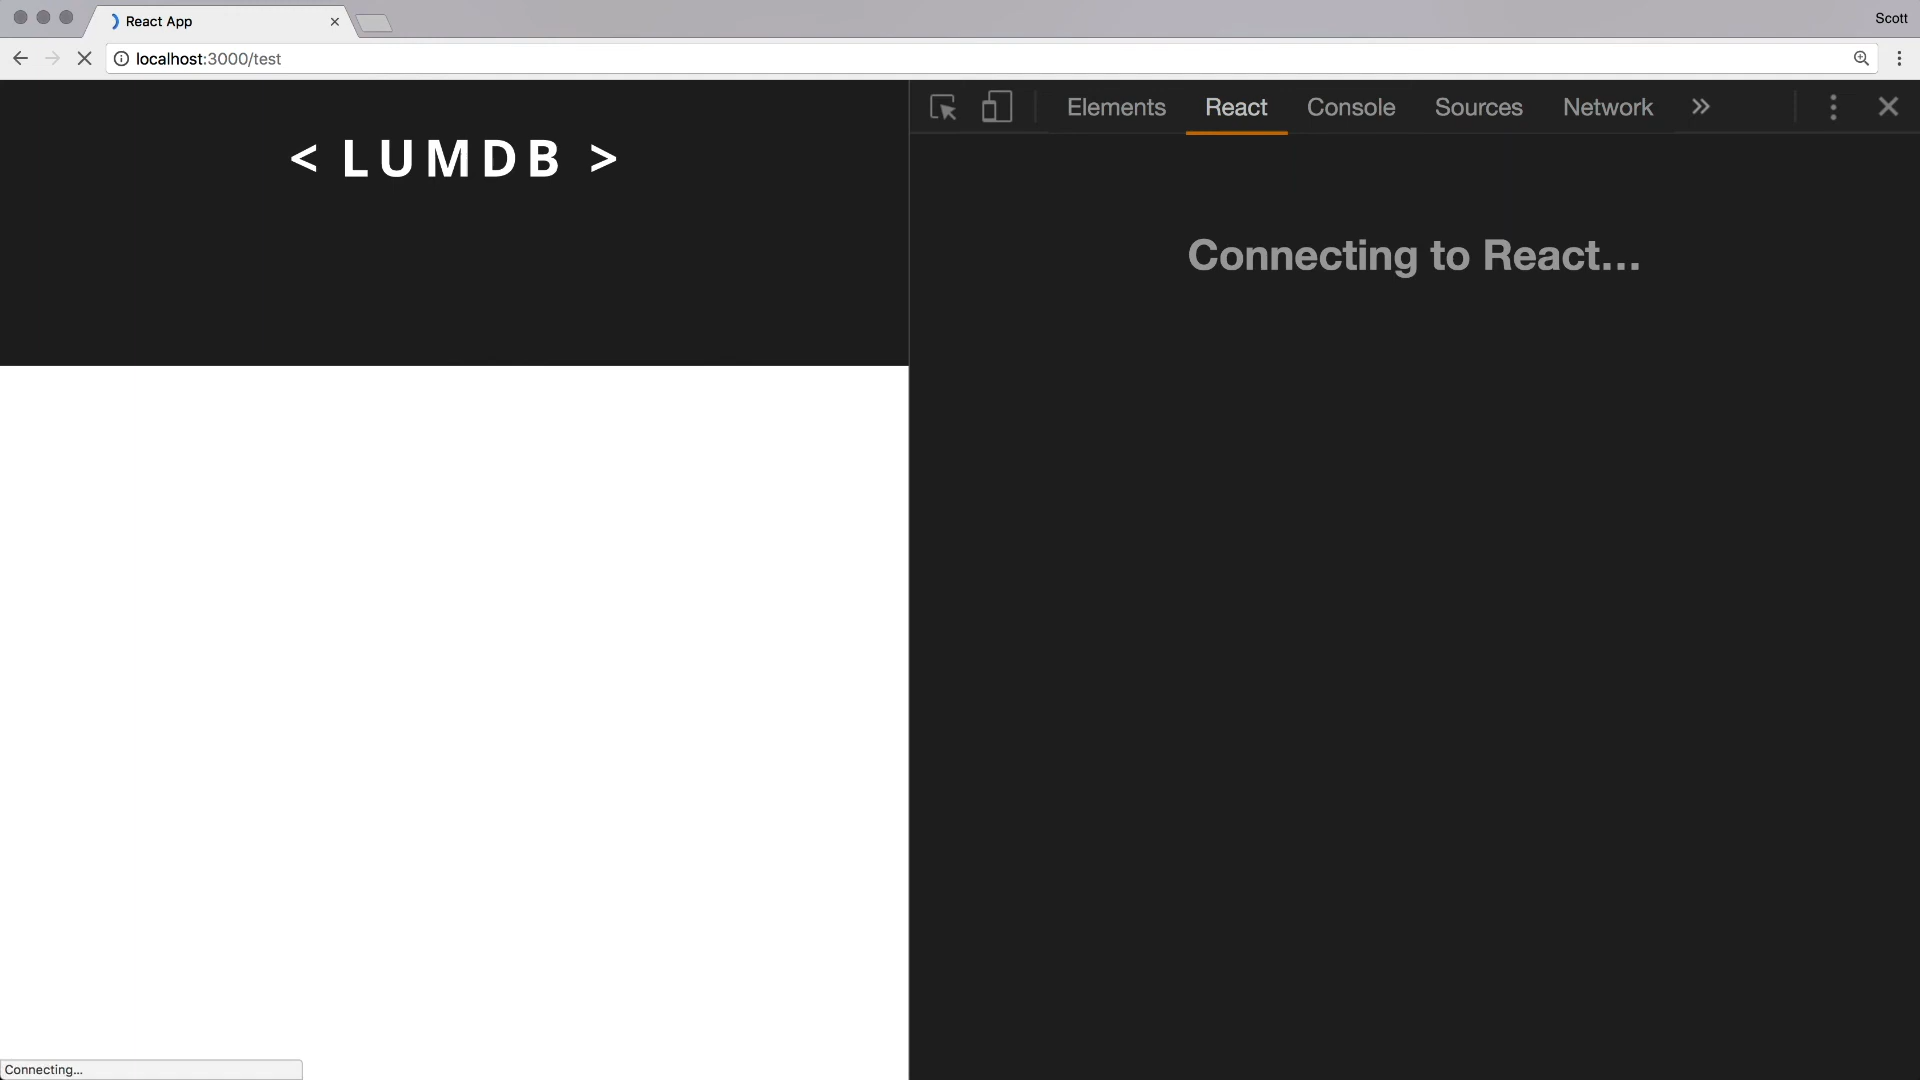 React App
Scott
localhost:3000/test
< LUMDB >
Elements React Console Sources Network
Connecting to React...
Connecting...